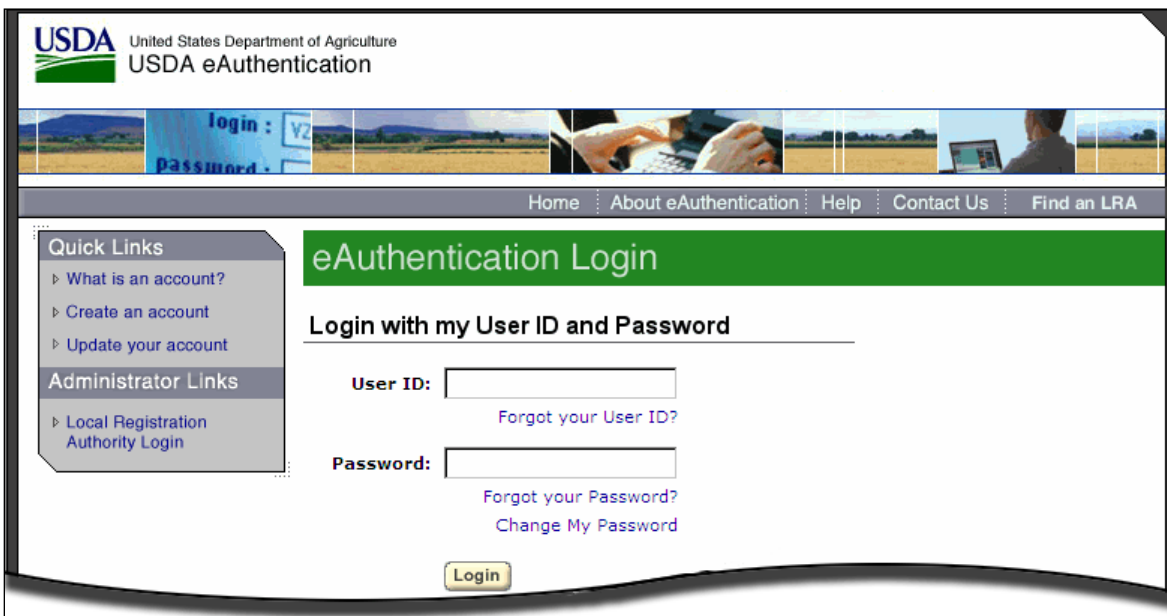 USDA
United States Department of Agriculture
USDA eAuthentication
login :
password :
Home
About eAuthentication
Help
Contact Us
Find an LRA
Quick Links
What is an account?
Create an account
Update your account
Administrator Links
Local Registration
Authority Login
eAuthentication Login
Login with my User ID and Password
User ID:
Forgot your User ID?
Password:
Forgot your Password?
Change My Password
Login